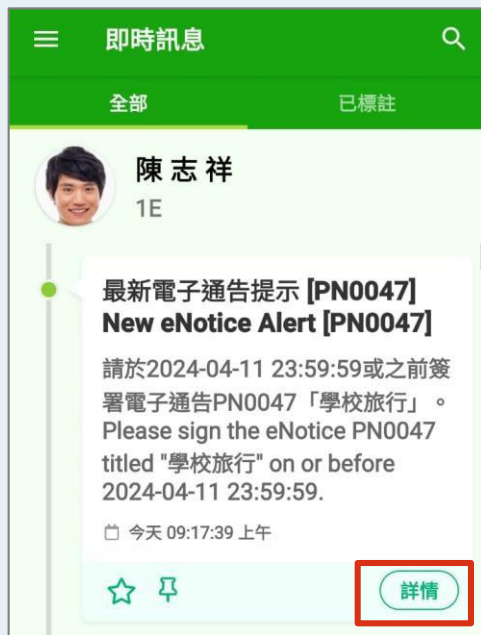 即時訊息
全部 已標註
陳志祥
1E
最新電子通告提示 [PN0047]
New eNotice Alert [PN0047]
請於2024-04-11 23:59:59或之前簽
署電子通告PN0047「學校旅行」。
Please sign the eNotice PN0047
titled "學校旅行" on or before
2024-04-11 23:59:59.
今天 09:17:39 上午
詳情